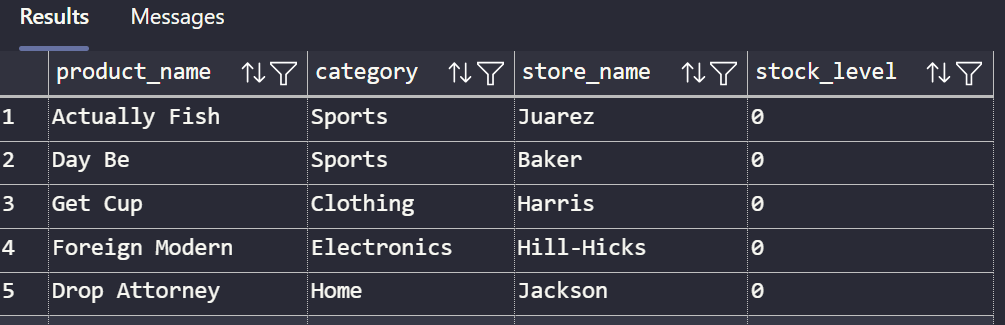 Results Messages
product_name category store_name stock_level
1 Actually Fish Sports Juarez 0
2 Day Be Sports Baker 0
3 Get Cup Clothing Harris 0
4 Foreign Modern Electronics Hill-Hicks 0
5 Drop Attorney Home Jackson 0